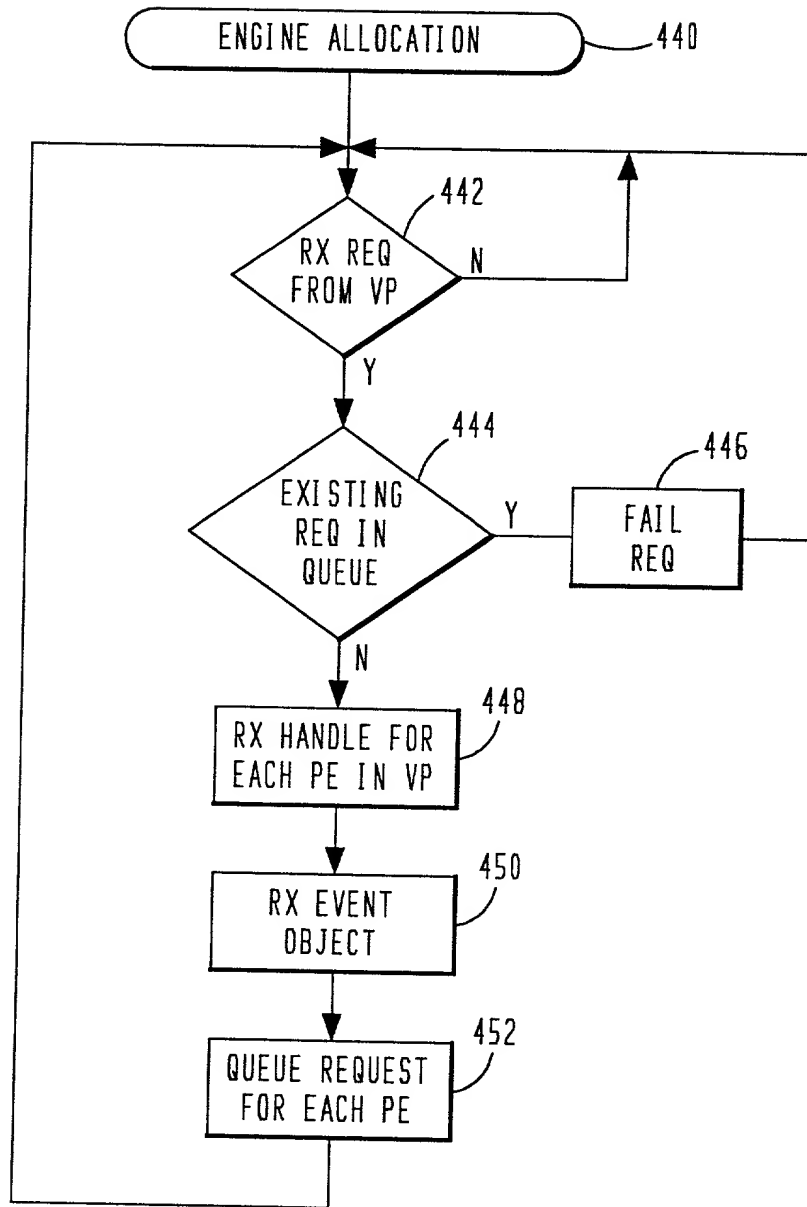 ENGINE ALLOCATION
440
442
RX REQ
FROM VP
N
Y
444
EXISTING
REQ IN
QUEUE
Y
446
FAIL
REQ
N
448
RX HANDLE FOR
EACH PE IN VP
450
RX EVENT
OBJECT
452
QUEUE REQUEST
FOR EACH PE